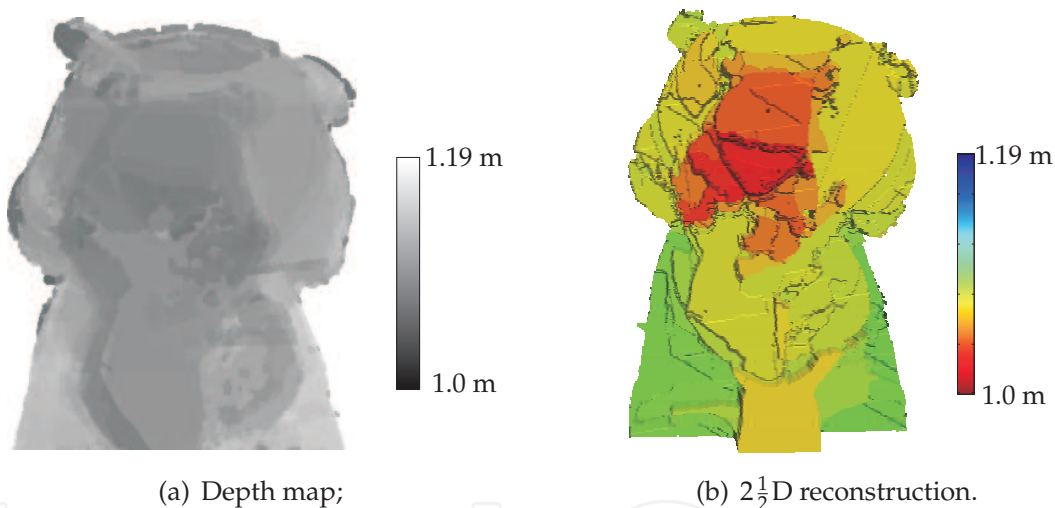 1.19 m
1.0 m
1.19 m
1.0 m
(a) Depth map;
(b) 2½D reconstruction.